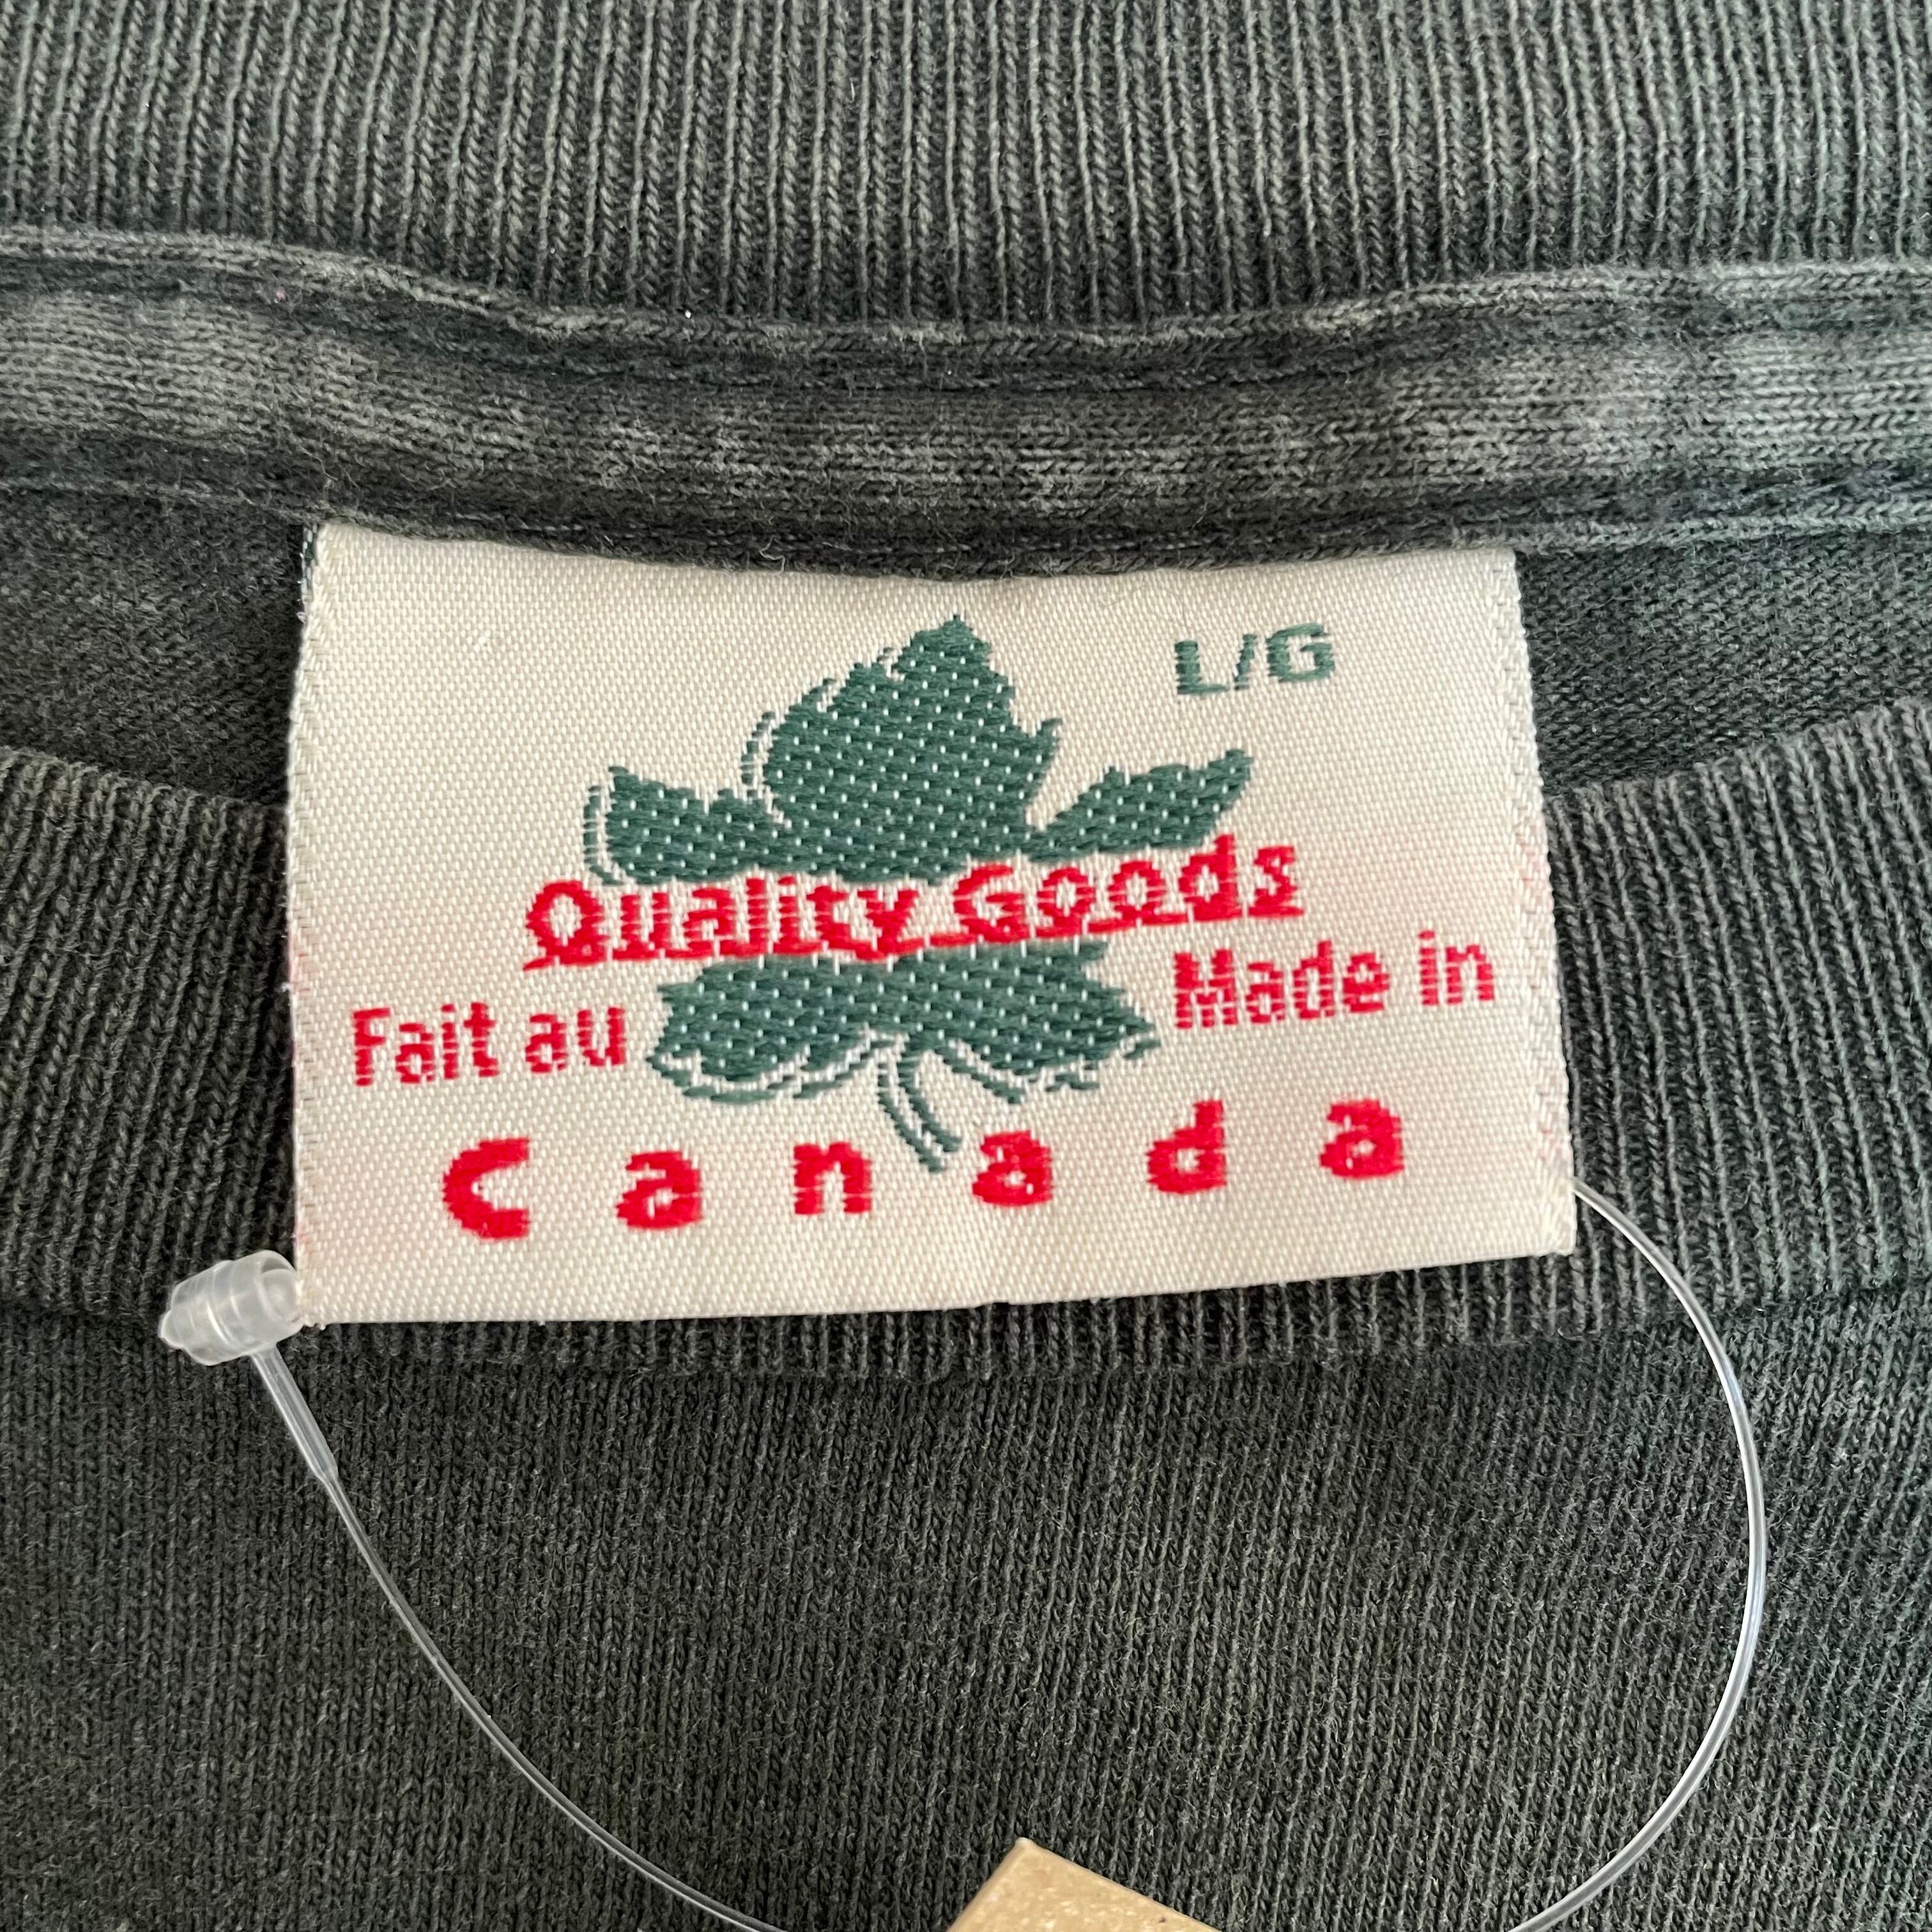 L/G
Quality Goods
Fait au
Made in
Canada